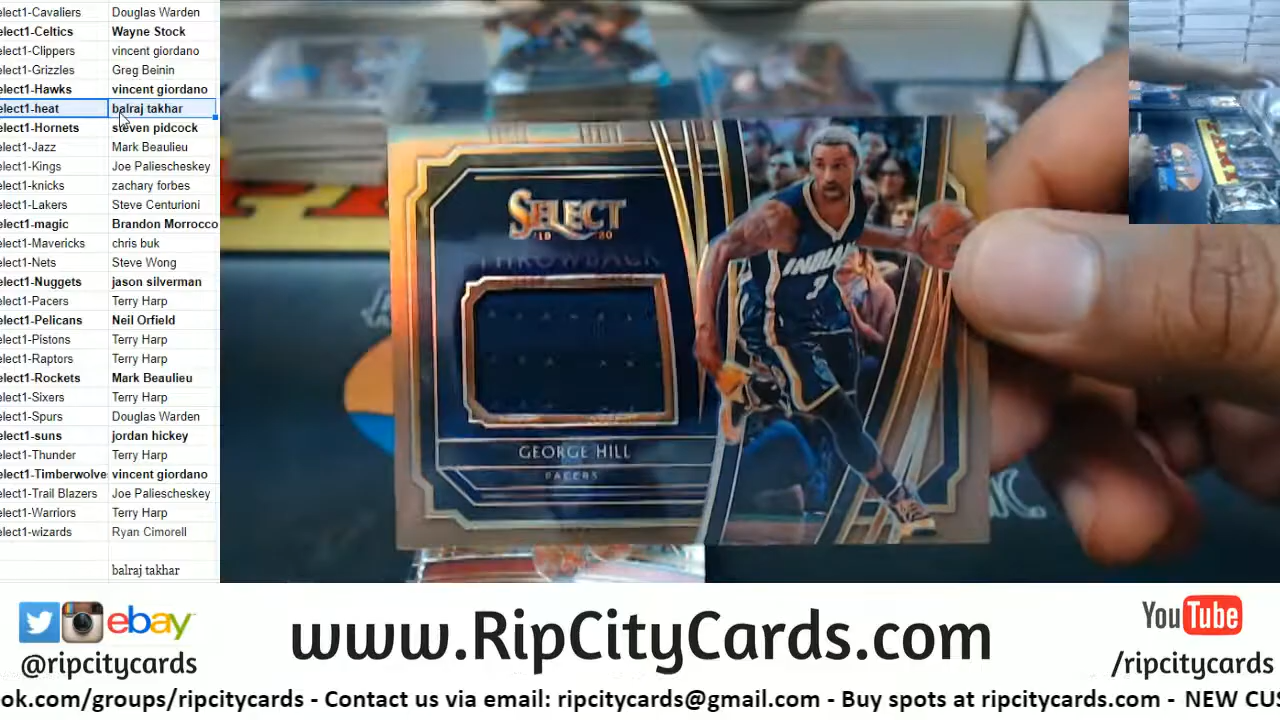 elect1-Cavaliers Douglas Warden
elect1-Celtics Wayne Stock
elect1-Clippers vincent giordano
elect1-Grizzles Greg Beinin
elect1-Hawks vincent giordano
elect1-heat balraj takhar
elect1-Hornets steven pidcock
elect1-Jazz Mark Beaulieu
elect1-Kings Joe Paliescheskey
elect1-knicks zachary forbes
elect1-Lakers Steve Centurioni
elect1-magic Brandon Morrocco
elect1-Mavericks chris buk
elect1-Nets Steve Wong
elect1-Nuggets jason silverman
elect1-Pacers Terry Harp
elect1-Pelicans Neil Orfield
elect1-Pistons Terry Harp
elect1-Raptors Terry Harp
elect1-Rockets Mark Beaulieu
elect1-Sixers Terry Harp
elect1-Spurs Douglas Warden
elect1-suns jordan hickey
elect1-Thunder Terry Harp
elect1-Timberwolve vincent giordano
elect1-Trail Blazers Joe Paliescheskey
elect1-Warriors Terry Harp
elect1-wizards Ryan Cimorell
balraj takhar
SELECT
THROWBACK
GEORGE HILL
PACERS
INDIANA
3
ebay
@ripcitycards
www.RipCityCards.com
YouTube
/ripcitycards
ok.com/groups/ripcitycards - Contact us via email: ripcitycards@gmail.com - Buy spots at ripcitycards.com - NEW CUS